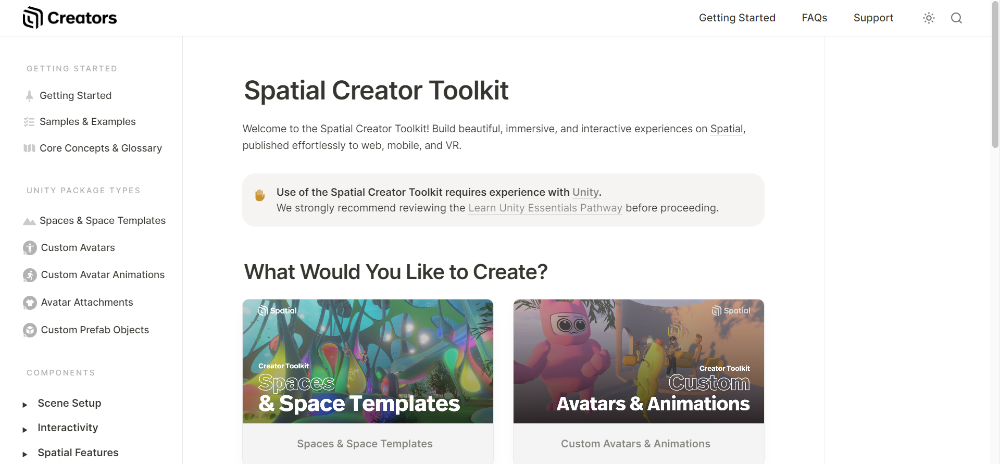 Creators
Getting Started
FAQs
Support
GETTING STARTED
Getting Started
Samples & Examples
Core Concepts & Glossary
UNITY PACKAGE TYPES
Spaces & Space Templates
Custom Avatars
Custom Avatar Animations
Avatar Attachments
Custom Prefab Objects
COMPONENTS
Scene Setup
Interactivity
Spatial Features
Spatial Creator Toolkit
Welcome to the Spatial Creator Toolkit! Build beautiful, immersive, and interactive experiences on Spatial,
published effortlessly to web, mobile, and VR.
Use of the Spatial Creator Toolkit requires experience with Unity.
We strongly recommend reviewing the Learn Unity Essentials Pathway before proceeding.
What Would You Like to Create?
Spatial
Creator Toolkit
Spaces
& Space Templates
Spaces & Space Templates
Spatial
Creator Toolkit
Custom
Avatars & Animations
Custom Avatars & Animations